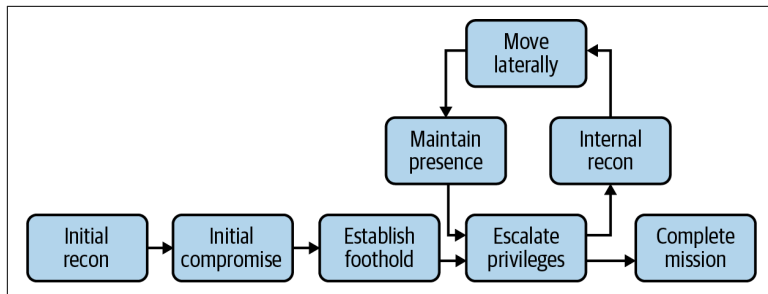 Move
laterally
Maintain
presence
Internal
recon
Initial
recon
Initial
compromise
Establish
foothold
Escalate
privileges
Complete
mission